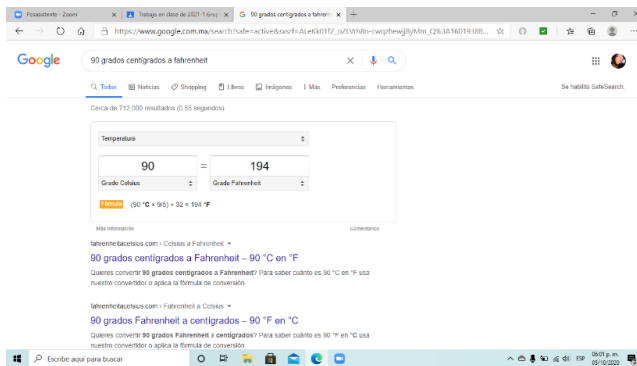 Posasistente - Zoom
Trabajo en clase de 2021-1 Grup
90 grados centígrados a fahrenh
https://www.google.com.mx/search?safe=active&sxsrf=
Google
90 grados centígrados a fahrenheit
Todos Noticias Shopping Libros Imágenes Más Preferencias Herramientas
Se habilitó SafeSearch.
Cerca de 712,000 resultados (0.55 segundos)
Temperatura
90 = 194
Grado Celsius Grado Fahrenheit
Fórmula (90 °C × 9/5) + 32 = 194 °F
Más información Comentarios
fahrenheitacelsius.com › Celsius a Fahrenheit
90 grados centígrados a Fahrenheit – 90 °C en °F
Quieres convertir 90 grados centígrados a Fahrenheit? Para saber cuánto es 90 °C en °F usa
nuestro convertidor o aplica la fórmula de conversión.
fahrenheitacelsius.com › Fahrenheit a Celsius
90 grados Fahrenheit a centígrados – 90 °F en °C
Quieres convertir 90 grados Fahrenheit a centígrados? Para saber cuánto es 90 °F en °C usa
nuestro convertidor o aplica la fórmula de conversión.
Escribe aquí para buscar
ESP
06:01 p. m.
05/10/2020